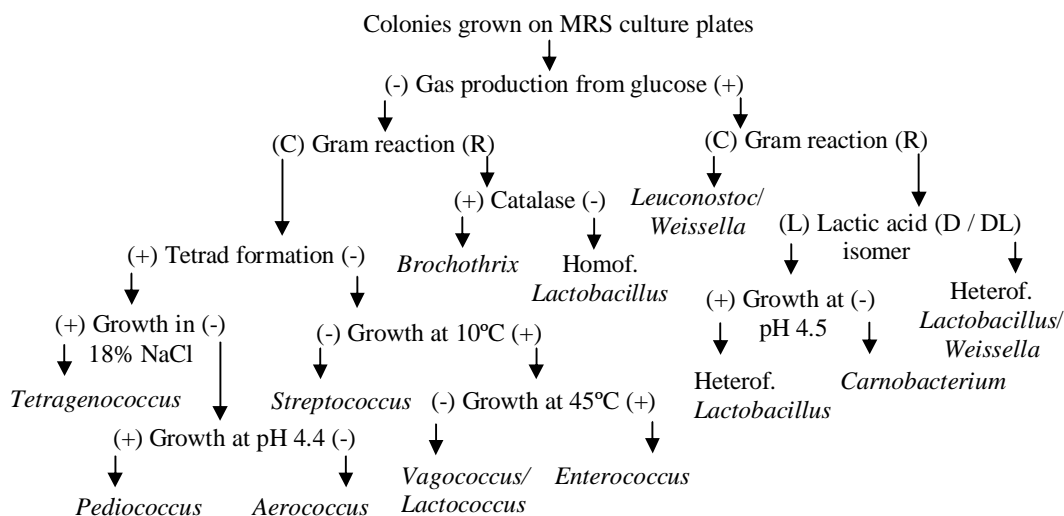 Colonies grown on MRS culture plates
(-) Gas production from glucose (+)
(C) Gram reaction (R)
(C) Gram reaction (R)
(+) Catalase (-)
Leuconostoc/
Weissella
(L) Lactic acid (D / DL)
isomer
(+) Tetrad formation (-)
Brochothrix
Homof.
Lactobacillus
(+) Growth at (-)
pH 4.5
Heterof.
Lactobacillus/
Weissella
(+) Growth in (-)
18% NaCl
(-) Growth at 10ºC (+)
Tetragenococcus
Streptococcus
(-) Growth at 45ºC (+)
Heterof.
Lactobacillus
Carnobacterium
(+) Growth at pH 4.4 (-)
Vagococcus/
Lactococcus
Enterococcus
Pediococcus
Aerococcus